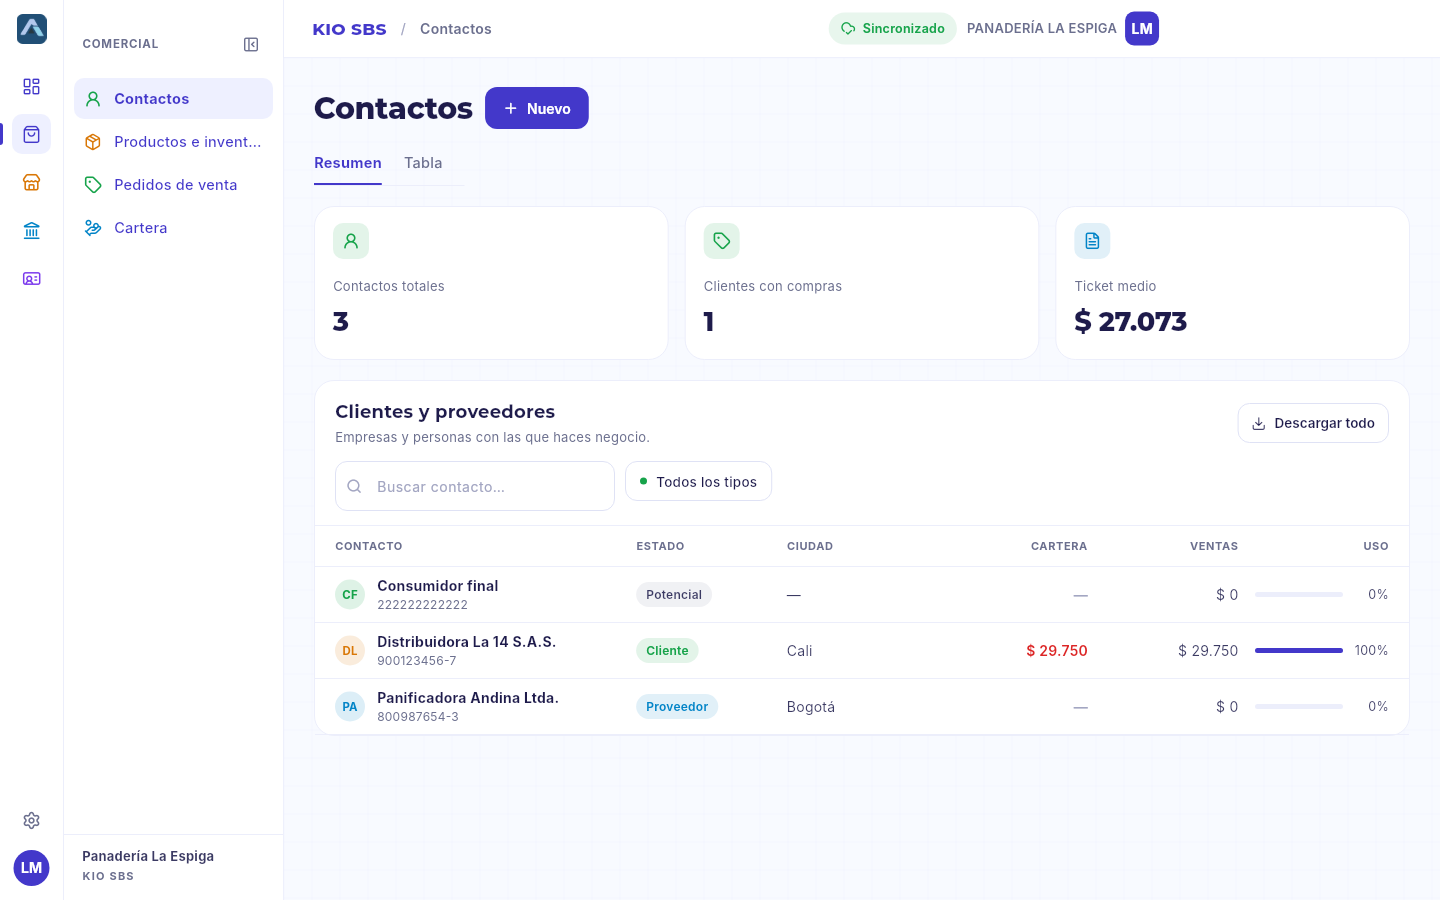 COMERCIAL
Contactos
Productos e invent...
Pedidos de venta
Cartera
Panadería La Espiga
KIO SBS
LM
KIO SBS / Contactos
Sincronizado
PANADERÍA LA ESPIGA
LM
Contactos
Nuevo
Resumen
Tabla
Contactos totales
3
Clientes con compras
1
Ticket medio
$ 27.073
Clientes y proveedores
Empresas y personas con las que haces negocio.
Descargar todo
Buscar contacto...
Todos los tipos
CONTACTO ESTADO CIUDAD CARTERA VENTAS USO
CF Consumidor final Potencial — — $ 0 0%
222222222222
DL Distribuidora La 14 S.A.S. Cliente Cali $ 29.750 $ 29.750 100%
900123456-7
PA Panificadora Andina Ltda. Proveedor Bogotá — $ 0 0%
800987654-3